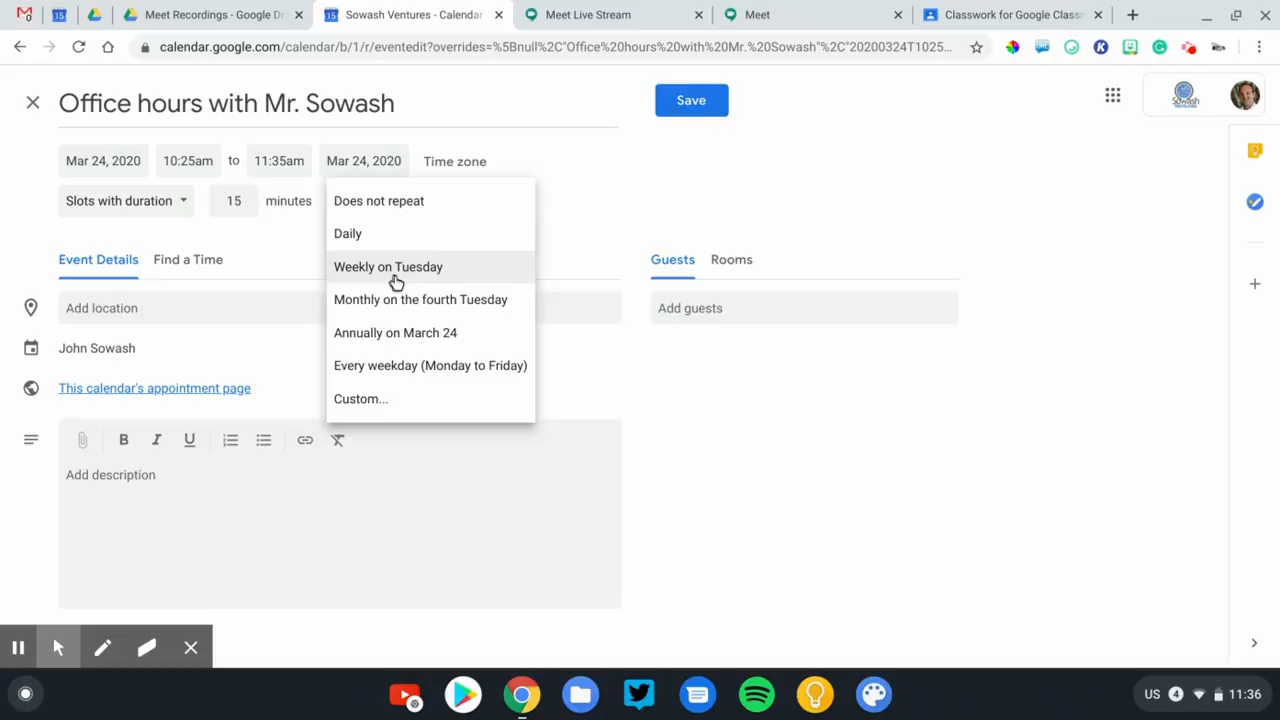 Meet Recordings - Google Dri
Sowash Ventures - Calendar
Meet Live Stream
Meet
Classwork for Google Classr
calendar.google.com/calendar/b/1/r/eventedit?overrides=%5Bnull%2C"Office%20hours%20with%20Mr.%20Sowash"%2C"20200324T1025...
Office hours with Mr. Sowash
Save
Sowash
VENTURES
Mar 24, 2020 10:25am to 11:35am Mar 24, 2020 Time zone
Slots with duration 15 minutes
Does not repeat
Daily
Weekly on Tuesday
Monthly on the fourth Tuesday
Annually on March 24
Every weekday (Monday to Friday)
Custom...
Event Details Find a Time
Guests Rooms
Add location
Add guests
John Sowash
This calendar's appointment page
B I U
Add description
US 4 11:36